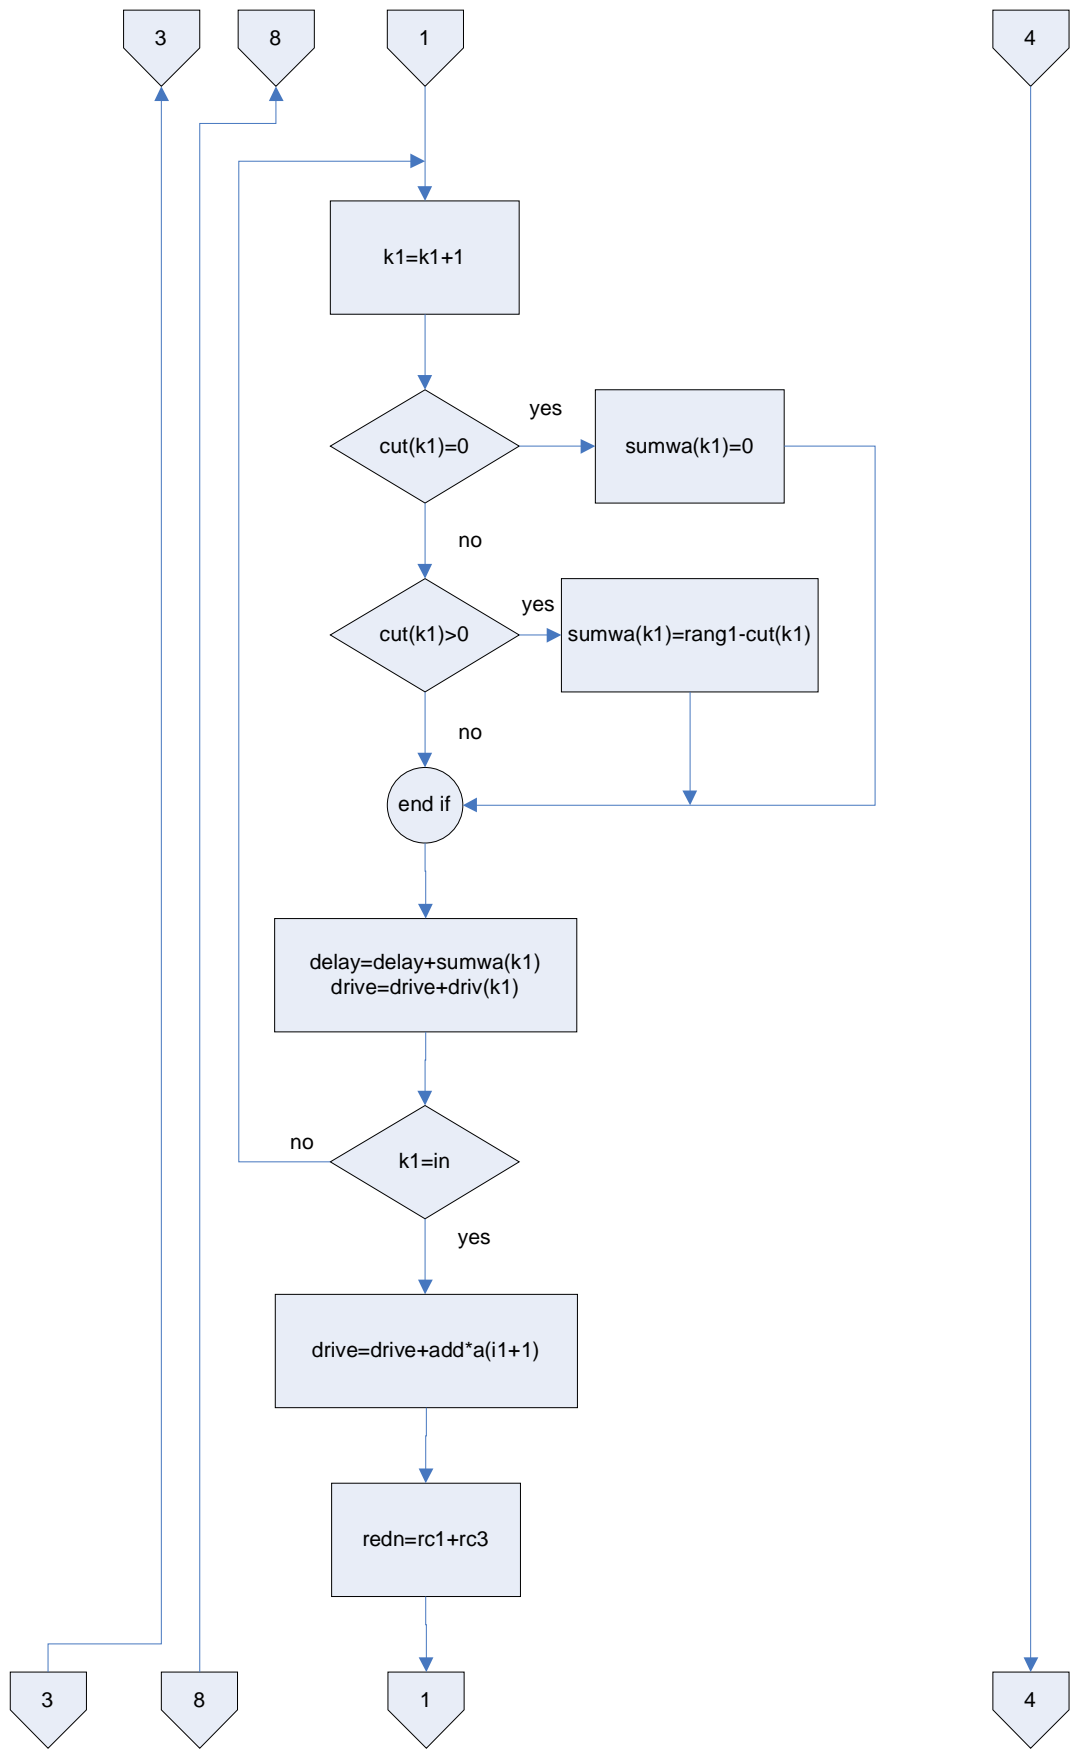 3
8
1
4
k1=k1+1
cut(k1)=0
yes
sumwa(k1)=0
no
cut(k1)>0
yes
sumwa(k1)=rang1-cut(k1)
no
end if
delay=delay+sumwa(k1)
drive=drive+driv(k1)
no
k1=in
yes
drive=drive+add*a(i1+1)
redn=rc1+rc3
3
8
1
4